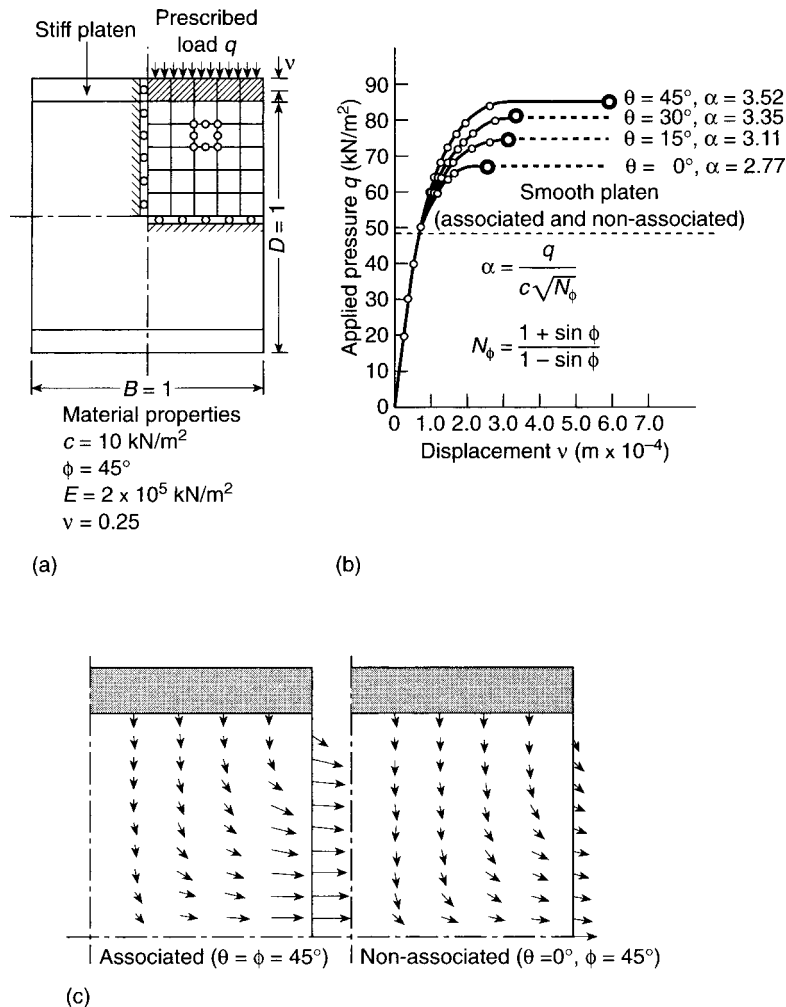 Stiff platen
Prescribed
load q
ν
D = 1
B = 1
Material properties
c = 10 kN/m²
ϕ = 45°
E = 2 x 10⁵ kN/m²
ν = 0.25
(a)
Applied pressure q (kN/m²)
90
80
70
60
50
40
30
20
10
0
θ = 45°, α = 3.52
θ = 30°, α = 3.35
θ = 15°, α = 3.11
θ = 0°, α = 2.77
Smooth platen
(associated and non-associated)
α = q / c√Nϕ
Nϕ = 1 + sin ϕ / 1 − sin ϕ
0 1.0 2.0 3.0 4.0 5.0 6.0 7.0
Displacement ν (m x 10⁻⁴)
(b)
Associated (θ = ϕ = 45°)
Non-associated (θ =0°, ϕ = 45°)
(c)